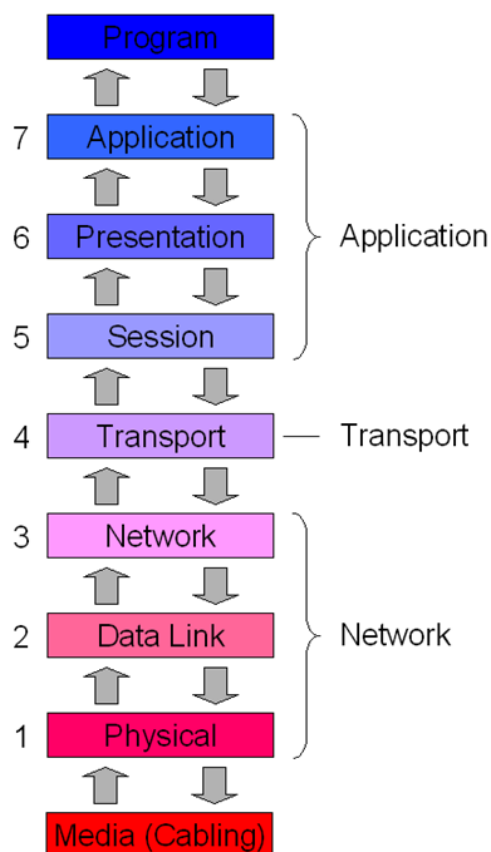 Program
7 Application
6 Presentation
Application
5 Session
4 Transport
Transport
3 Network
2 Data Link
Network
1 Physical
Media (Cabling)